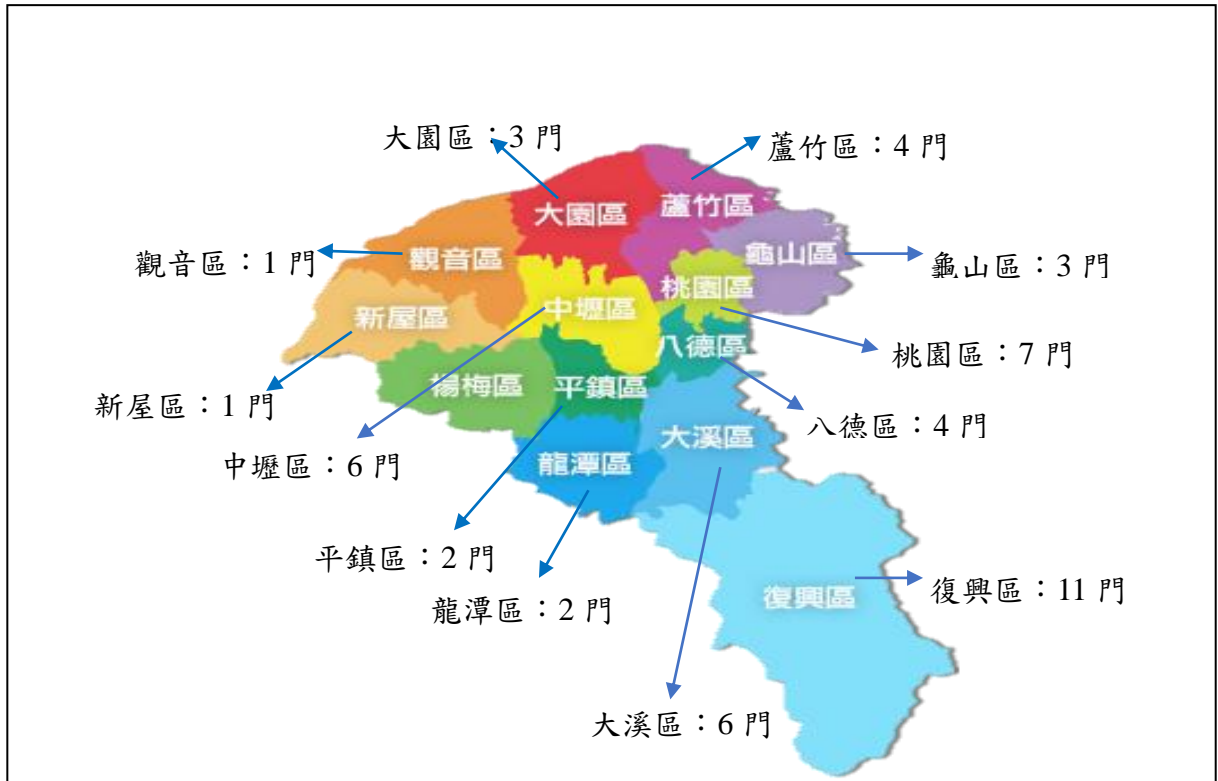 大園區：3 門
蘆竹區：4 門
大園區
蘆竹區
觀音區：1 門
觀音區
龜山區
龜山區：3 門
新屋區
中壢區
桃園區
桃園區：7 門
八德區
新屋區：1 門
楊梅區
平鎮區
八德區：4 門
大溪區
中壢區：6 門
龍潭區
平鎮區：2 門
龍潭區：2 門
復興區
復興區：11 門
大溪區：6 門